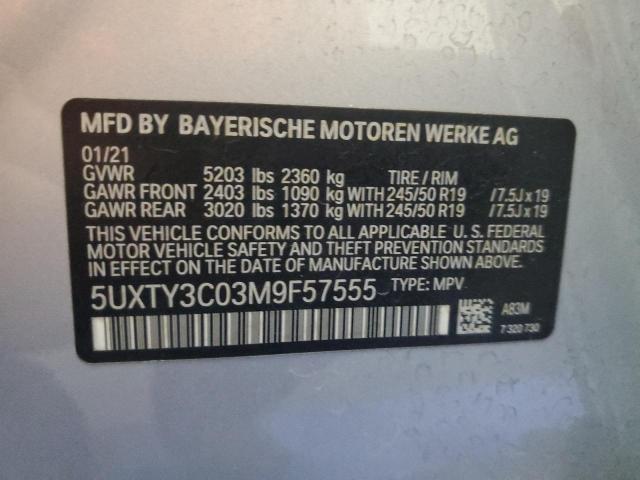 MFD BY BAYERISCHE MOTOREN WERKE AG
01/21
GVWR 5203 lbs 2360 kg TIRE / RIM
GAWR FRONT 2403 lbs 1090 kg WITH 245/50 R19 /7.5J x 19
GAWR REAR 3020 lbs 1370 kg WITH 245/50 R19 /7.5J x 19
THIS VEHICLE CONFORMS TO ALL APPLICABLE U. S. FEDERAL
MOTOR VEHICLE SAFETY AND THEFT PREVENTION STANDARDS
IN EFFECT ON THE DATE OF MANUFACTURE SHOWN ABOVE.
5UXTY3C03M9F57555 TYPE: MPV
A83M
7 320 730